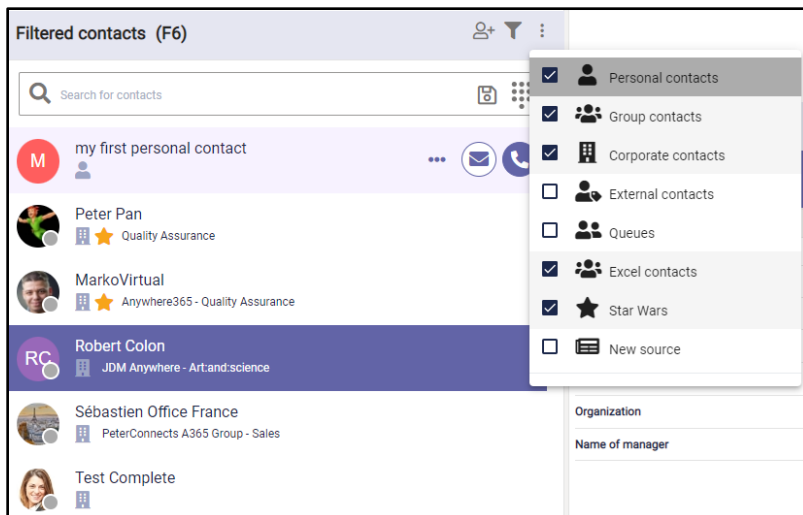 Filtered contacts (F6)
Search for contacts
M
my first personal contact
Peter Pan
Quality Assurance
MarkoVirtual
Anywhere365 - Quality Assurance
RC
Robert Colon
JDM Anywhere - Art:and:science
Sébastien Office France
PeterConnects A365 Group - Sales
Test Complete
Personal contacts
Group contacts
Corporate contacts
External contacts
Queues
Excel contacts
Star Wars
New source
Organization
Name of manager